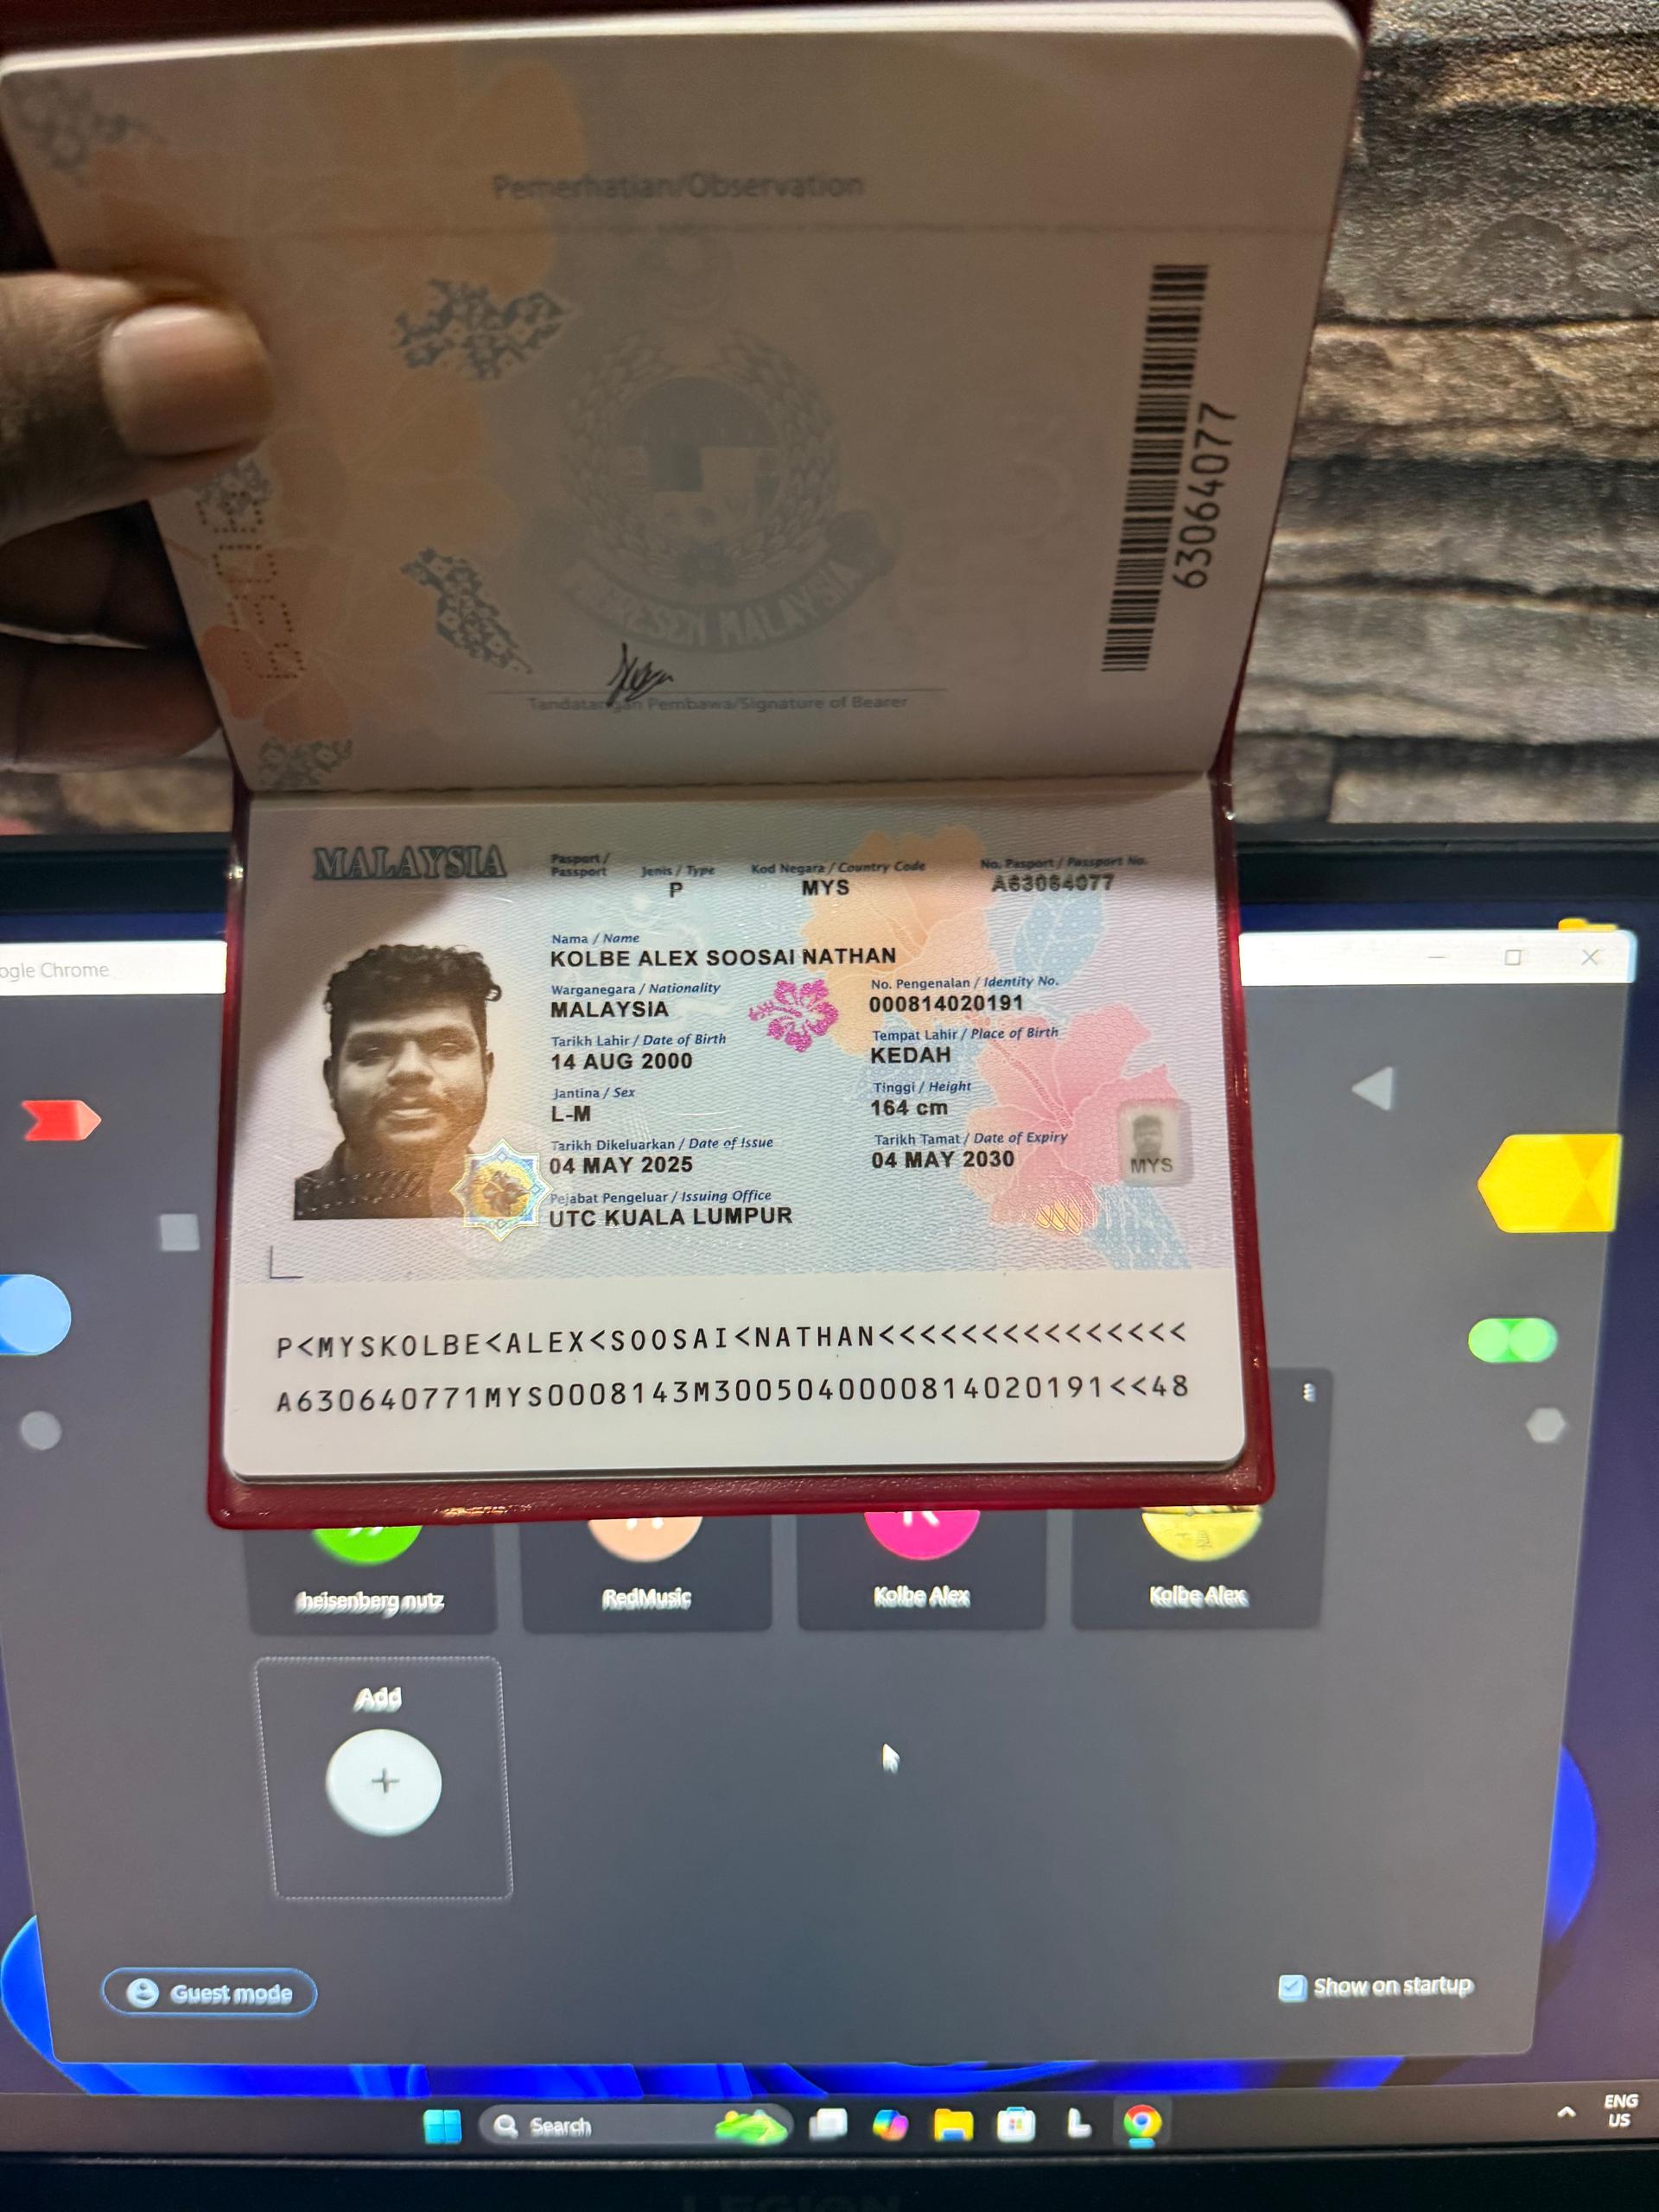 Pemerhatian/Observation
63064077
PERSEKUTUAN MALAYSIA
Tandatangan Pembawa/Signature of Bearer
MALAYSIA
Pasport / Passport
Jenis / Type
P
Kod Negara / Country Code
MYS
No. Pasport / Passport No.
A63064077
Nama / Name
KOLBE ALEX SOOSAI NATHAN
Warganegara / Nationality
MALAYSIA
No. Pengenalan / Identity No.
000814020191
Tarikh Lahir / Date of Birth
14 AUG 2000
Tempat Lahir / Place of Birth
KEDAH
Jantina / Sex
L-M
Tinggi / Height
164 cm
Tarikh Dikeluarkan / Date of Issue
04 MAY 2025
Tarikh Tamat / Date of Expiry
04 MAY 2030
MYS
Pejabat Pengeluar / Issuing Office
UTC KUALA LUMPUR
P<MYSKOLBE<ALEX<SOOSAI<NATHAN<<<<<<<<<<<<<<<
A630640771MYS0008143M3005040000814020191<<48
ogle Chrome
heisenberg nutz
RedMusic
Kolbe Alex
Kolbe Alex
Add
Guest mode
Show on startup
Search
ENG
US
LEGION